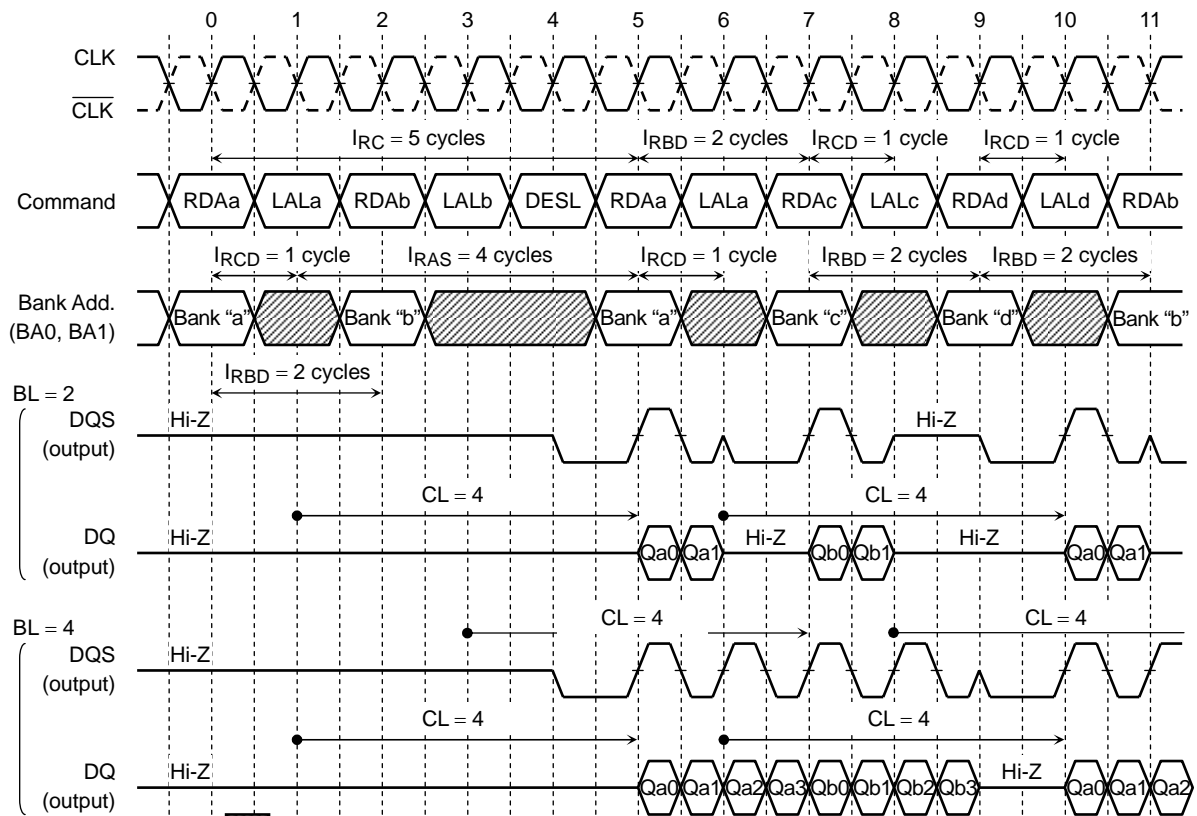 0 1 2 3 4 5 6 7 8 9 10 11
CLK
CLK
IRC = 5 cycles IRBD = 2 cycles IRCD = 1 cycle IRCD = 1 cycle
Command RDAa LALa RDAb LALb DESL RDAa LALa RDAc LALc RDAd LALd RDAb
IRCD = 1 cycle IRAS = 4 cycles IRCD = 1 cycle IRBD = 2 cycles IRBD = 2 cycles
Bank Add.
(BA0, BA1)
Bank “a” Bank “b” Bank “a” Bank “c” Bank “d” Bank “b”
IRBD = 2 cycles
BL = 2
DQS
(output)
Hi-Z Hi-Z
CL = 4 CL = 4
DQ
(output)
Hi-Z Qa0 Qa1 Hi-Z Qb0 Qb1 Hi-Z Qa0 Qa1
BL = 4
CL = 4 CL = 4
DQS
(output)
Hi-Z
CL = 4 CL = 4
DQ
(output)
Hi-Z Qa0 Qa1 Qa2 Qa3 Qb0 Qb1 Qb2 Qb3 Hi-Z Qa0 Qa1 Qa2